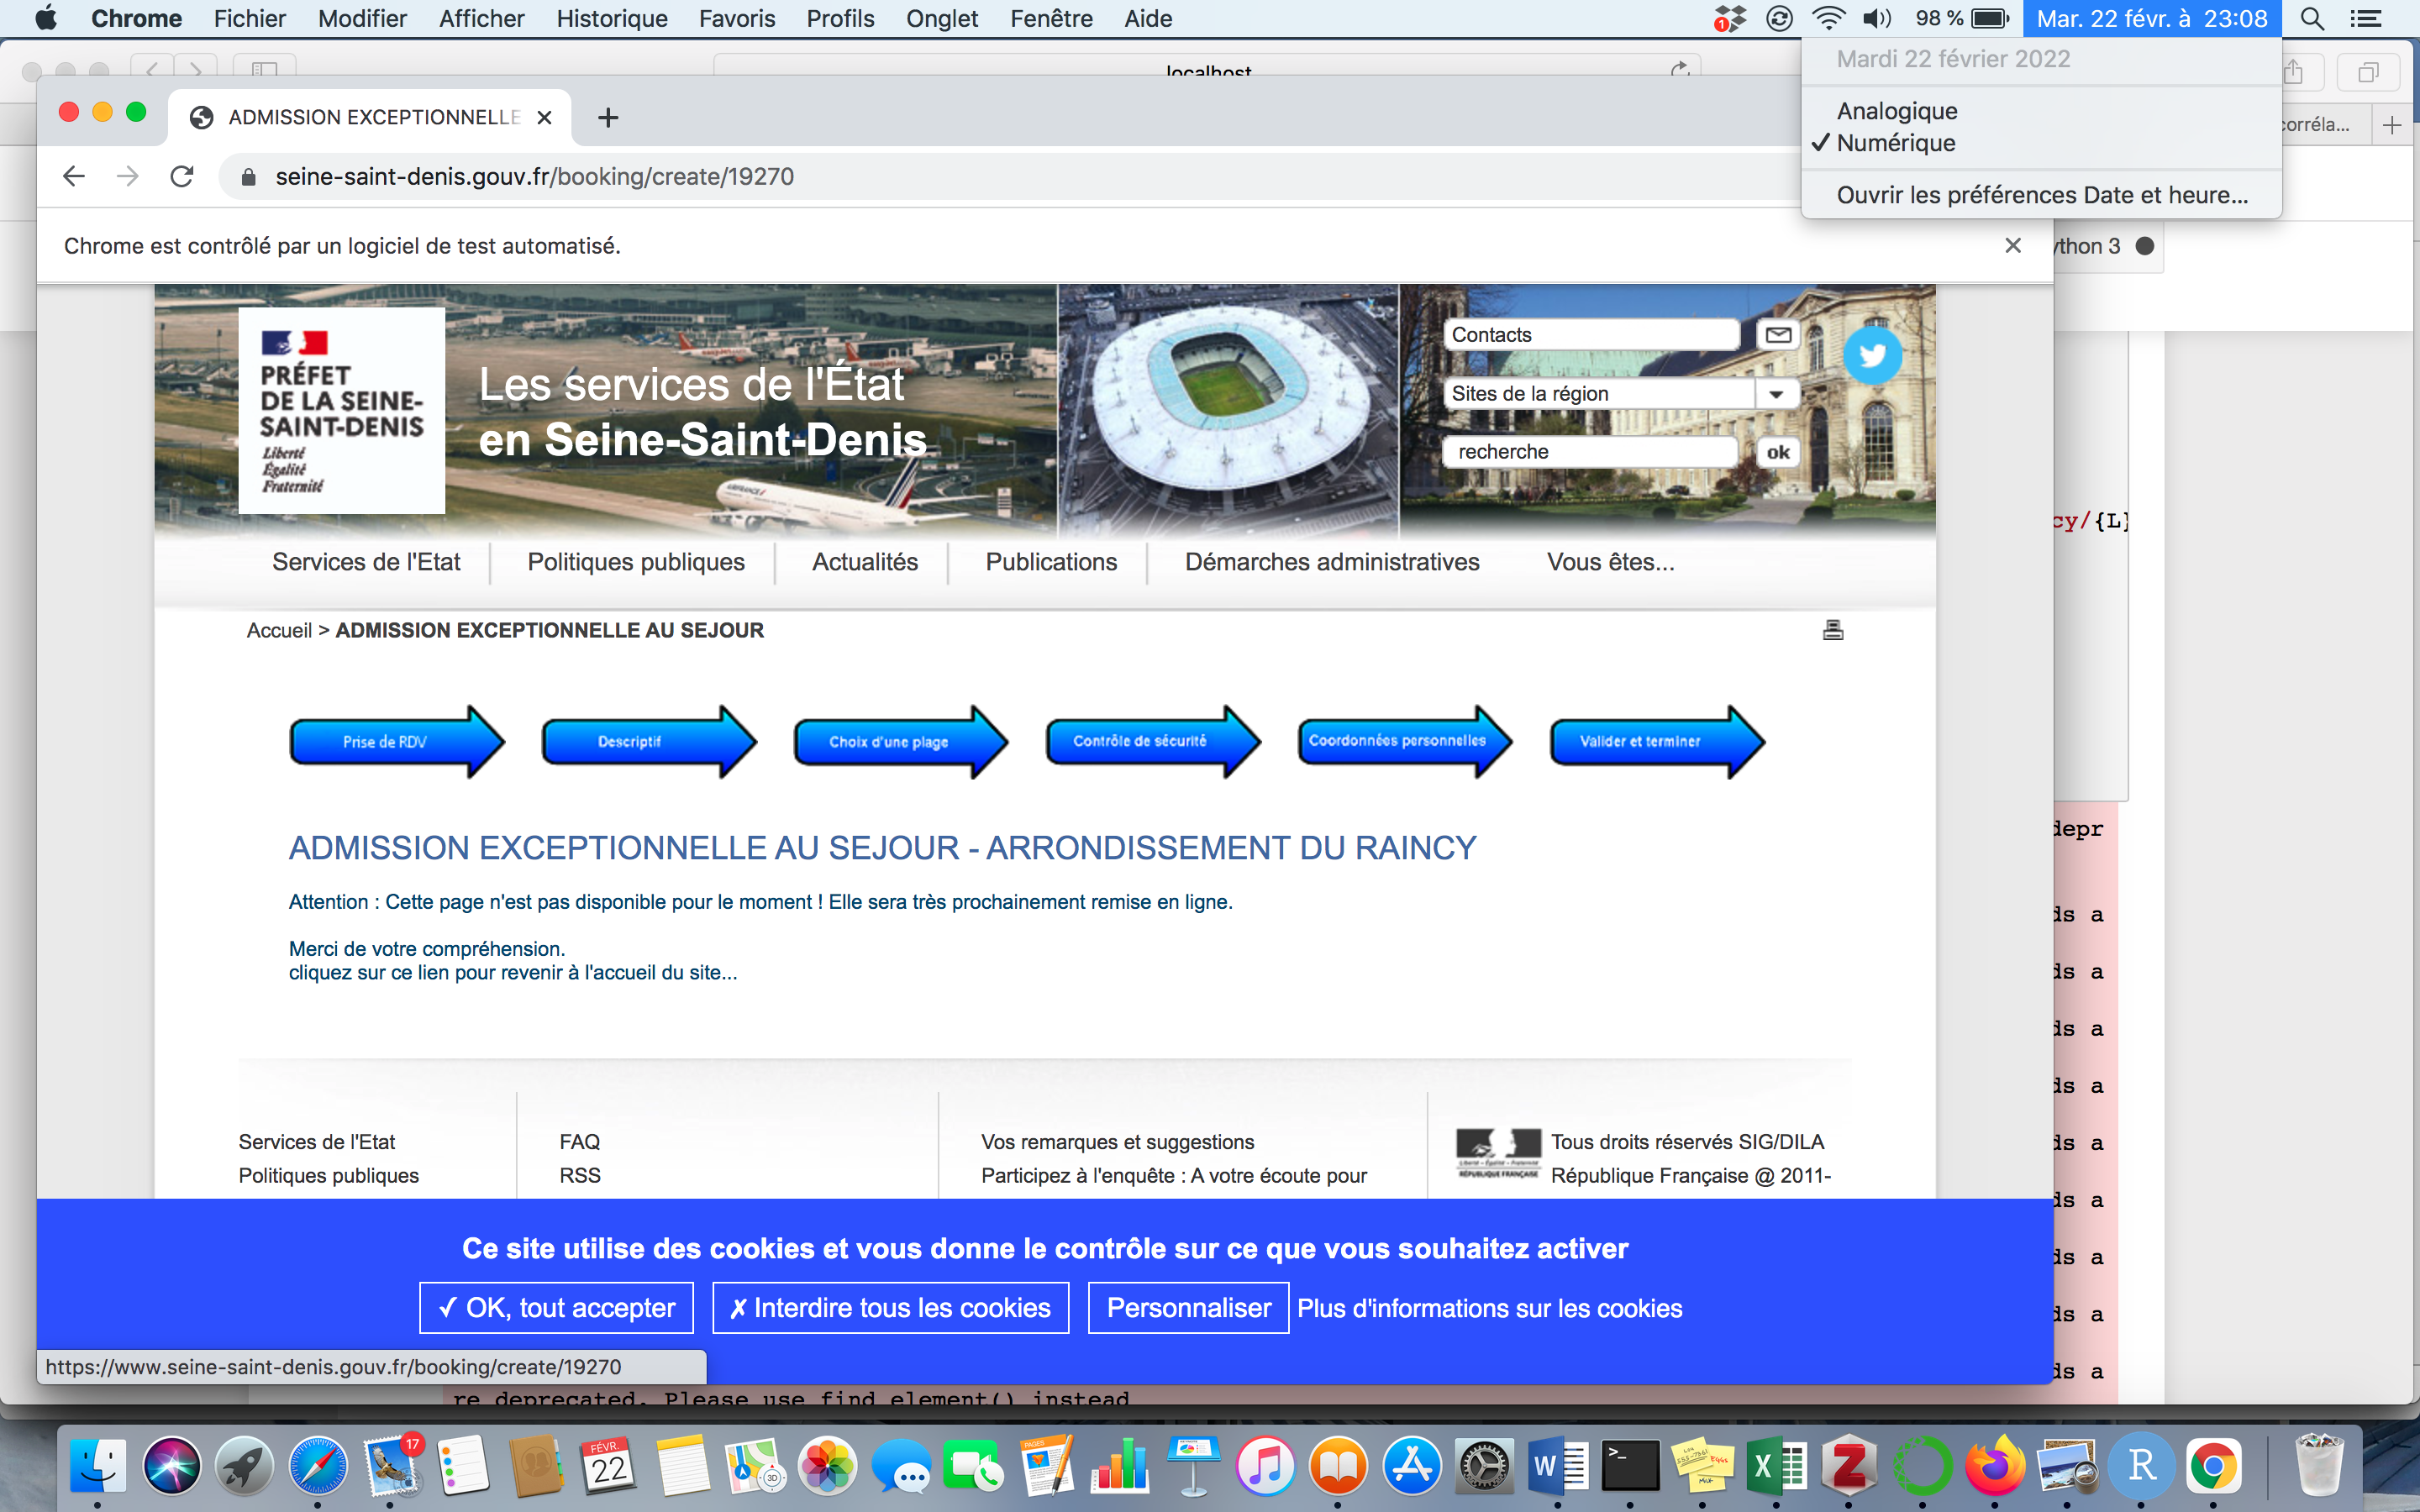 Chrome Fichier Modifier Afficher Historique Favoris Profils Onglet Fenêtre Aide
1 98 % Mar. 22 févr. à 23:08
Mardi 22 février 2022
Analogique
✓ Numérique
Ouvrir les préférences Date et heure...
localhost
corréla...
ADMISSION EXCEPTIONNELLE
seine-saint-denis.gouv.fr/booking/create/19270
Chrome est contrôlé par un logiciel de test automatisé.
ython 3
PRÉFET
DE LA SEINE-
SAINT-DENIS
Liberté
Égalité
Fraternité
Les services de l'État
en Seine-Saint-Denis
AIRFRANCE
Contacts
Sites de la région
recherche
ok
cy/{L}
Services de l'Etat
Politiques publiques
Actualités
Publications
Démarches administratives
Vous êtes...
Accueil > ADMISSION EXCEPTIONNELLE AU SEJOUR
Prise de RDV
Descriptif
Choix d'une plage
Contrôle de sécurité
Coordonnées personnelles
Valider et terminer
ADMISSION EXCEPTIONNELLE AU SEJOUR - ARRONDISSEMENT DU RAINCY
depr
Attention : Cette page n'est pas disponible pour le moment ! Elle sera très prochainement remise en ligne.
ds a
Merci de votre compréhension.
cliquez sur ce lien pour revenir à l'accueil du site...
ds a
ds a
ds a
Services de l'Etat
FAQ
Vos remarques et suggestions
Tous droits réservés SIG/DILA
ds a
Politiques publiques
RSS
Participez à l'enquête : A votre écoute pour
Liberté • Égalité • Fraternité
RÉPUBLIQUE FRANÇAISE
République Française @ 2011-
ds a
Ce site utilise des cookies et vous donne le contrôle sur ce que vous souhaitez activer
ds a
✓ OK, tout accepter
✗ Interdire tous les cookies
Personnaliser
Plus d'informations sur les cookies
ds a
https://www.seine-saint-denis.gouv.fr/booking/create/19270
ds a
re deprecated. Please use find_element() instead
17
FÉVR.
22
3D
PAGES
W
>_
X
Z
R